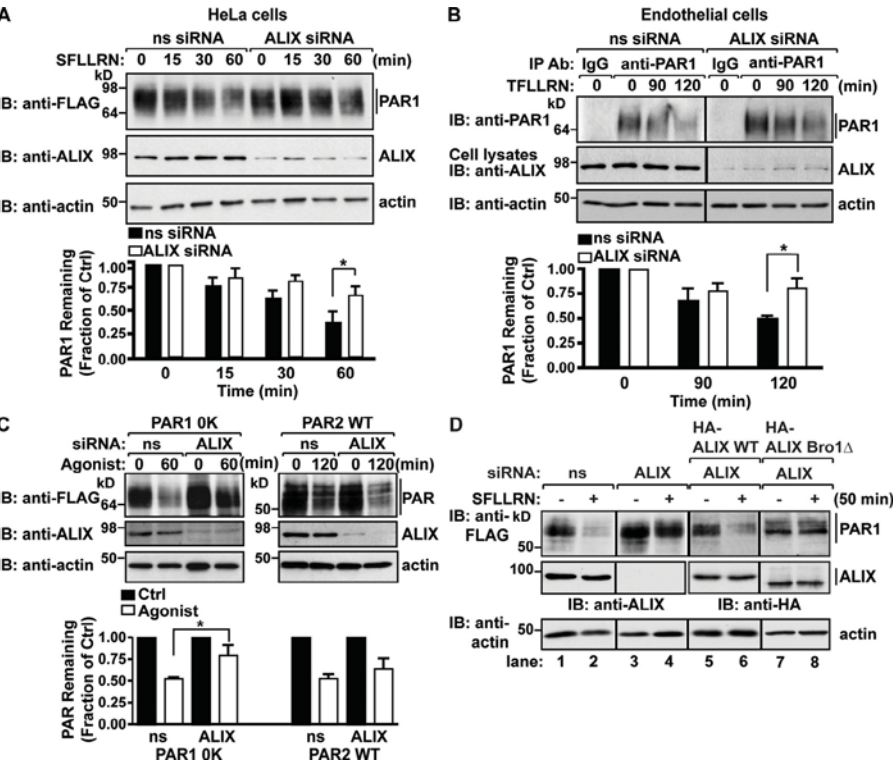 A
HeLa cells
ns siRNA ALIX siRNA
SFLLRN: 0 15 30 60 0 15 30 60 (min)
kD
98
64
IB: anti-FLAG PAR1
IB: anti-ALIX 98 ALIX
IB: anti-actin 50 actin
ns siRNA
ALIX siRNA
PAR1 Remaining
(Fraction of Ctrl)
1.00
0.75
0.50
0.25
0.00
*
0 15 30 60
Time (min)
B
Endothelial cells
ns siRNA ALIX siRNA
IP Ab: IgG anti-PAR1 IgG anti-PAR1
TFLLRN: 0 0 90 120 0 0 90 120 (min)
kD
IB: anti-PAR1 64 PAR1
Cell lysates
IB: anti-ALIX 98 ALIX
IB: anti-actin 50 actin
ns siRNA
ALIX siRNA
PAR1 Remaining
(Fraction of Ctrl)
1.00
0.75
0.50
0.25
0.00
*
0 90 120
Time (min)
C
PAR1 0K PAR2 WT
siRNA: ns ALIX ns ALIX
Agonist: 0 60 0 60 (min) 0 120 0 120 (min)
kD kD
IB: anti-FLAG 64 50 PAR
IB: anti-ALIX 98 98 ALIX
IB: anti-actin 50 50 actin
Ctrl
Agonist
PAR Remaining
(Fraction of Ctrl)
1.00
0.75
0.50
0.25
0.00
*
ns ALIX ns ALIX
PAR1 0K PAR2 WT
D
HA- HA-
ALIX WT ALIX Bro1Δ
siRNA: ns ALIX ALIX ALIX
SFLLRN: - + - + - + - + (50 min)
IB: anti- kD
FLAG PAR1
50
100 ALIX
IB: anti-ALIX IB: anti-HA
IB: anti-
actin 50 actin
lane: 1 2 3 4 5 6 7 8